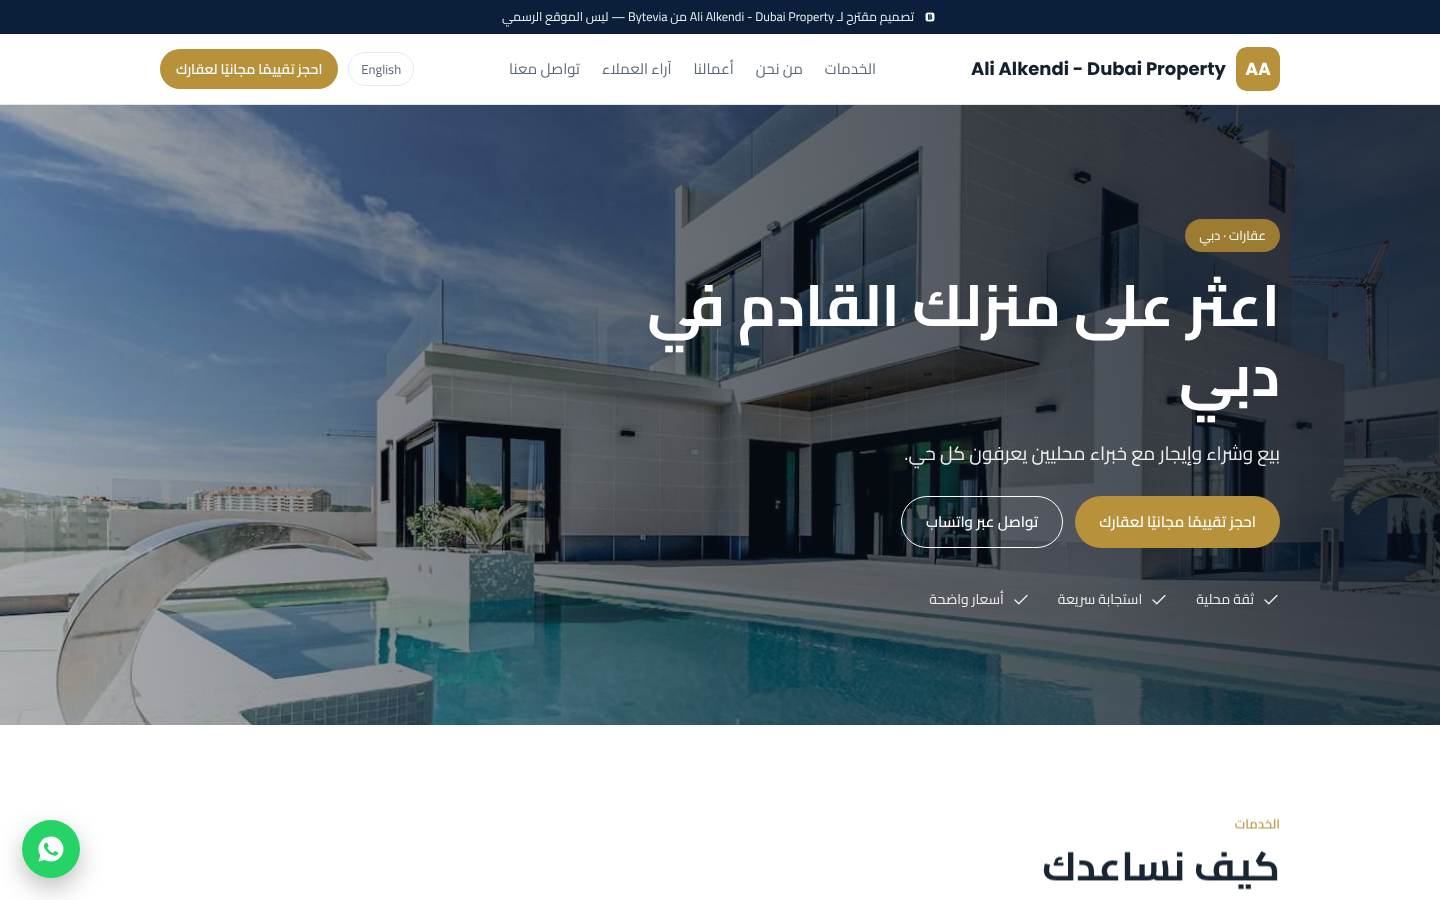 تصميم مقترح لـ Ali Alkendi - Dubai Property من Bytevia — ليس الموقع الرسمي
AA
Ali Alkendi - Dubai Property
الخدمات
من نحن
أعمالنا
آراء العملاء
تواصل معنا
English
احجز تقييمًا مجانيًا لعقارك
عقارات · دبي
اعثر على منزلك القادم في
دبي
بيع وشراء وإيجار مع خبراء محليين يعرفون كل حي.
احجز تقييمًا مجانيًا لعقارك
تواصل عبر واتساب
ثقة محلية
استجابة سريعة
أسعار واضحة
الخدمات
كيف نساعدك